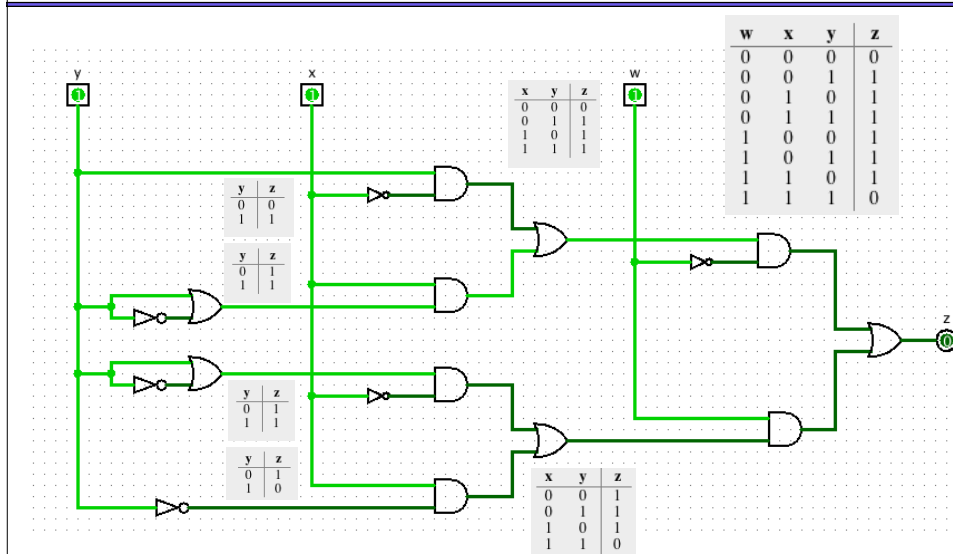 w x y z
0 0 0 0
0 0 1 1
0 1 0 1
0 1 1 1
1 0 0 1
1 0 1 1
1 1 0 1
1 1 1 0
y x w
1 1 1
x y z
0 0 0
0 1 1
1 0 1
1 1 1
y z
0 0
1 1
y z
0 1
1 1
z
0
y z
0 1
1 1
y z
0 1
1 0
x y z
0 0 1
0 1 1
1 0 1
1 1 0